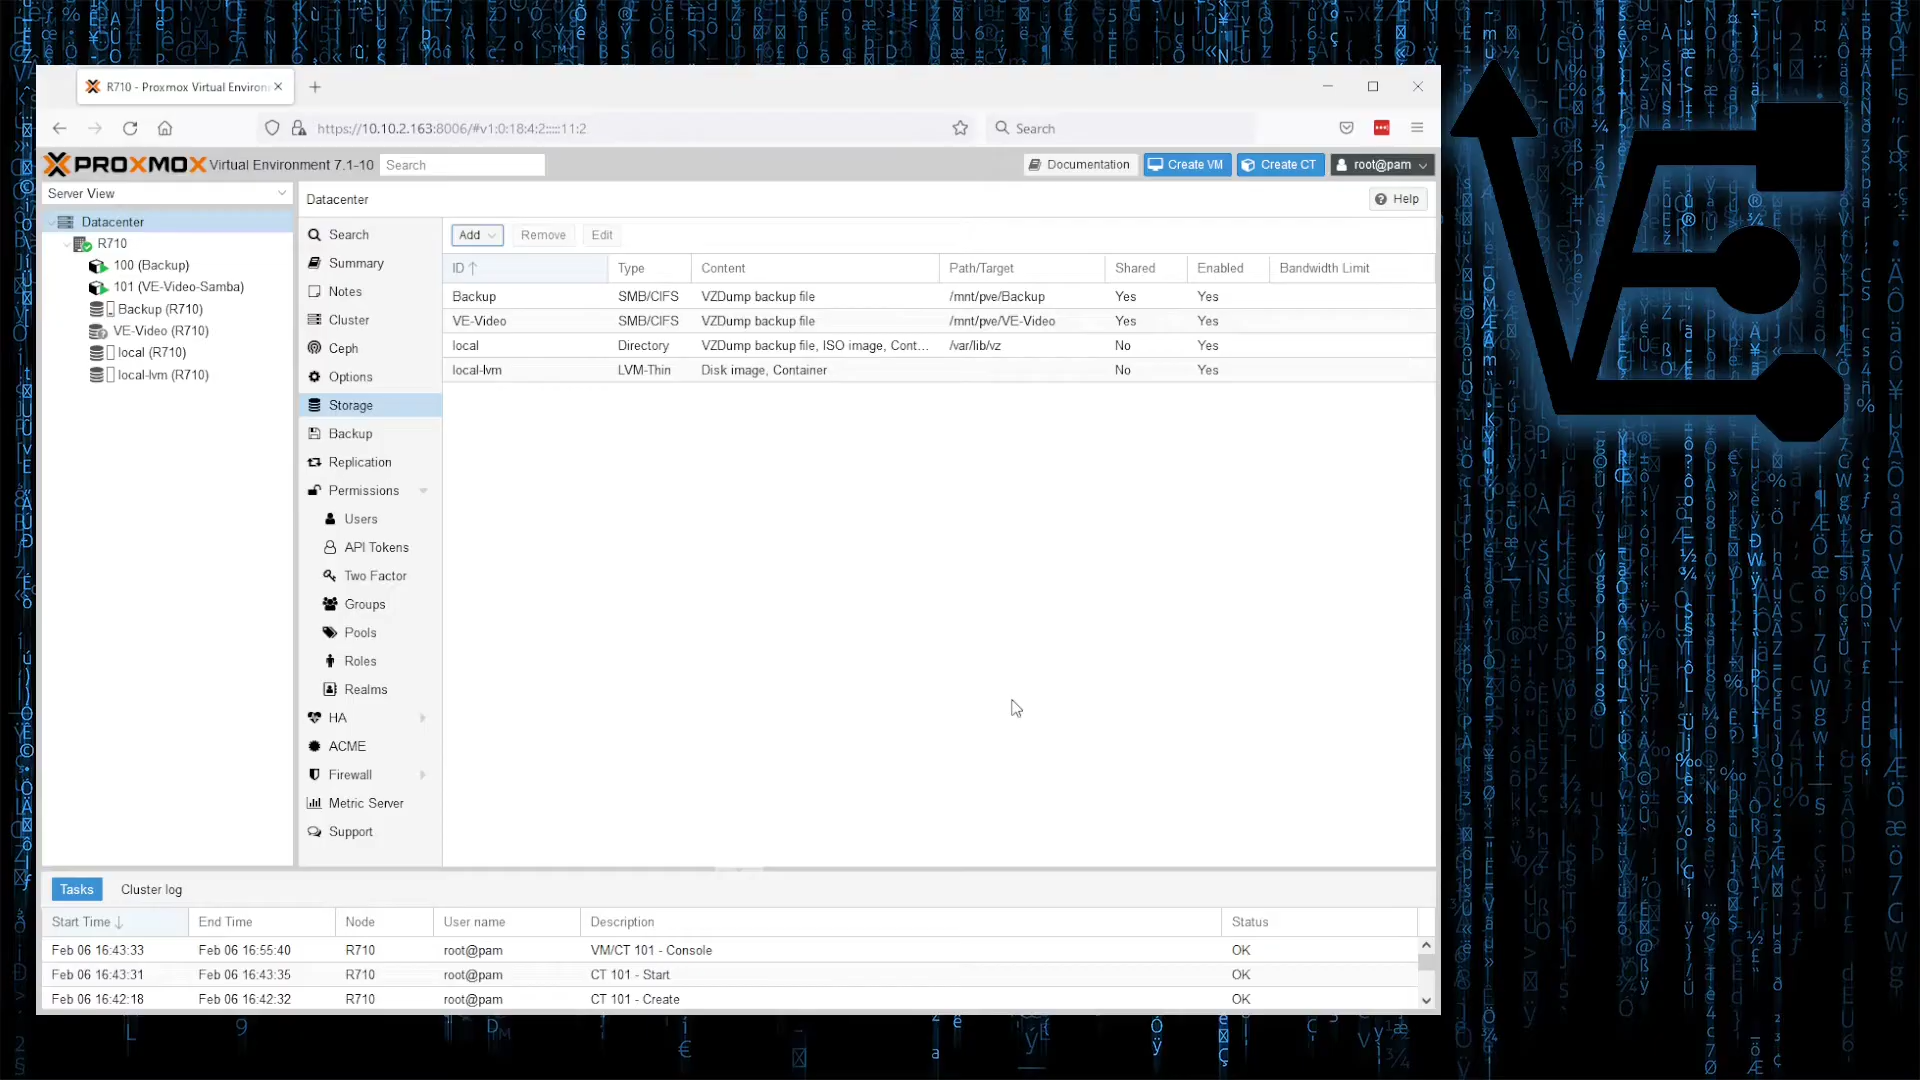 R710 - Proxmox Virtual Environ
https://10.10.2.163:8006/#v1:0:18:4:2:::::11:2
Search
PROXMOX Virtual Environment 7.1-10
Search
Documentation
Create VM
Create CT
root@pam
Server View
Datacenter
R710
100 (Backup)
101 (VE-Video-Samba)
Backup (R710)
VE-Video (R710)
local (R710)
local-lvm (R710)
Datacenter
Help
Search
Summary
Notes
Cluster
Ceph
Options
Storage
Backup
Replication
Permissions
Users
API Tokens
Two Factor
Groups
Pools
Roles
Realms
HA
ACME
Firewall
Metric Server
Support
Add Remove Edit
ID Type Content Path/Target Shared Enabled Bandwidth Limit
Backup SMB/CIFS VZDump backup file /mnt/pve/Backup Yes Yes
VE-Video SMB/CIFS VZDump backup file /mnt/pve/VE-Video Yes Yes
local Directory VZDump backup file, ISO image, Cont... /var/lib/vz No Yes
local-lvm LVM-Thin Disk image, Container No Yes
Tasks Cluster log
Start Time End Time Node User name Description Status
Feb 06 16:43:33 Feb 06 16:55:40 R710 root@pam VM/CT 101 - Console OK
Feb 06 16:43:31 Feb 06 16:43:35 R710 root@pam CT 101 - Start OK
Feb 06 16:42:18 Feb 06 16:42:32 R710 root@pam CT 101 - Create OK